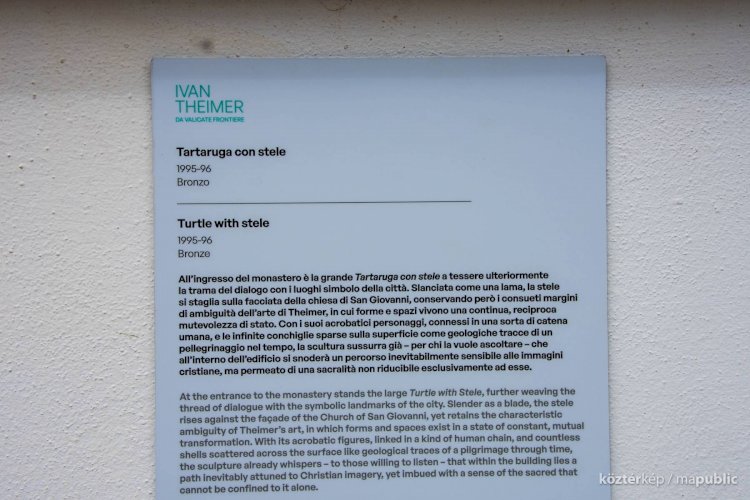 IVAN
THEIMER
DA VALICATE FRONTIERE
Tartaruga con stele
1995-96
Bronzo
Turtle with stele
1995-96
Bronze
All'ingresso del monastero è la grande Tartaruga con stele a tessere ulteriormente
la trama del dialogo con i luoghi simbolo della città. Slanciata come una lama, la stele
si staglia sulla facciata della chiesa di San Giovanni, conservando però i consueti margini
di ambiguità dell'arte di Theimer, in cui forme e spazi vivono una continua, reciproca
mutevolezza di stato. Con i suoi acrobatici personaggi, connessi in una sorta di catena
umana, e le infinite conchiglie sparse sulla superficie come geologiche tracce di un
pellegrinaggio nel tempo, la scultura sussurra già – per chi la vuole ascoltare – che
all'interno dell'edificio si snoderà un percorso inevitabilmente sensibile alle immagini
cristiane, ma permeato di una sacralità non riducibile esclusivamente ad esse.
At the entrance to the monastery stands the large Turtle with Stele, further weaving the
thread of dialogue with the symbolic landmarks of the city. Slender as a blade, the stele
rises against the façade of the Church of San Giovanni, yet retains the characteristic
ambiguity of Theimer's art, in which forms and spaces exist in a state of constant, mutual
transformation. With its acrobatic figures, linked in a kind of human chain, and countless
shells scattered across the surface like geological traces of a pilgrimage through time,
the sculpture already whispers – to those willing to listen – that within the building lies a
path inevitably attuned to Christian imagery, yet imbued with a sense of the sacred that
cannot be confined to it alone.
köztérkép / mapublic